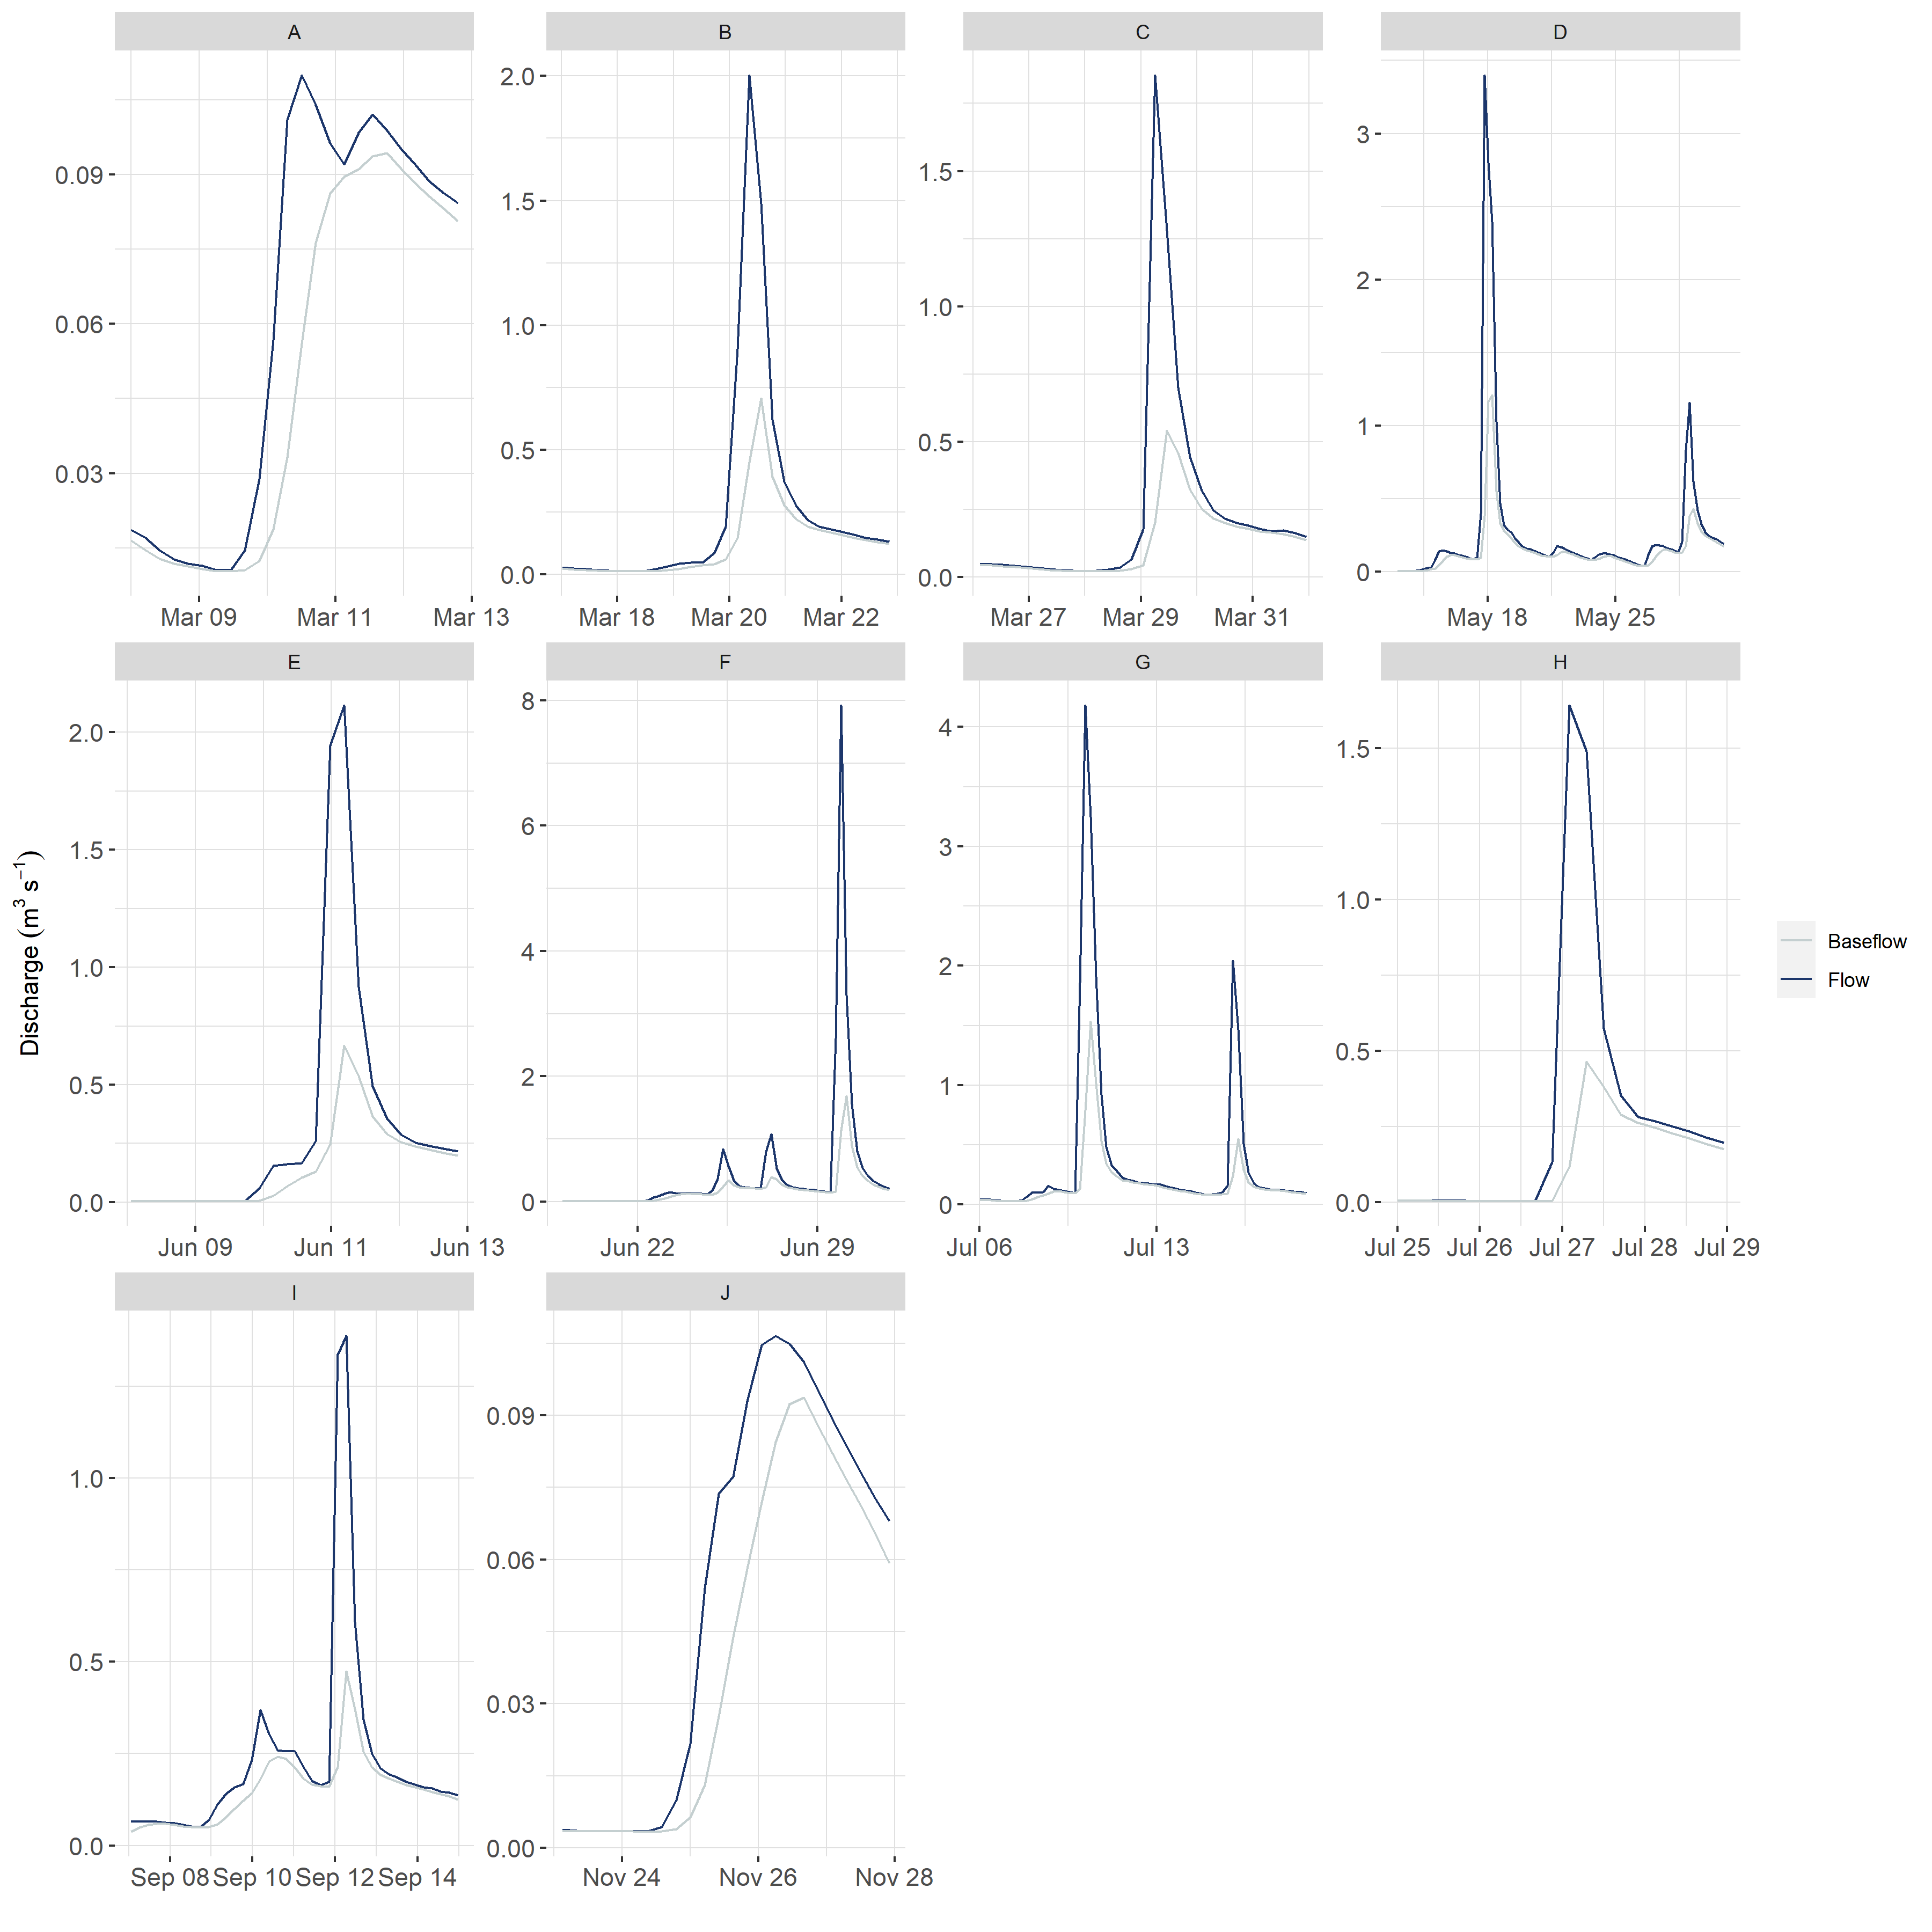 A B C D
2.0 1.5 1.0 0.5 0.0
0.09 0.06 0.03
1.5 1.0 0.5 0.0
3 2 1 0
Mar 09 Mar 11 Mar 13
Mar 18 Mar 20 Mar 22
Mar 27 Mar 29 Mar 31
May 18 May 25
E F G H
2.0 1.5 1.0 0.5 0.0
8 6 4 2 0
4 3 2 1 0
1.5 1.0 0.5 0.0
Jun 09 Jun 11 Jun 13
Jun 22 Jun 29
Jul 06 Jul 13
Jul 25 Jul 26 Jul 27 Jul 28 Jul 29
Discharge (m³ s⁻¹)
Baseflow
Flow
I J
1.0 0.5 0.0
0.09 0.06 0.03 0.00
Sep 08 Sep 10 Sep 12 Sep 14
Nov 24 Nov 26 Nov 28